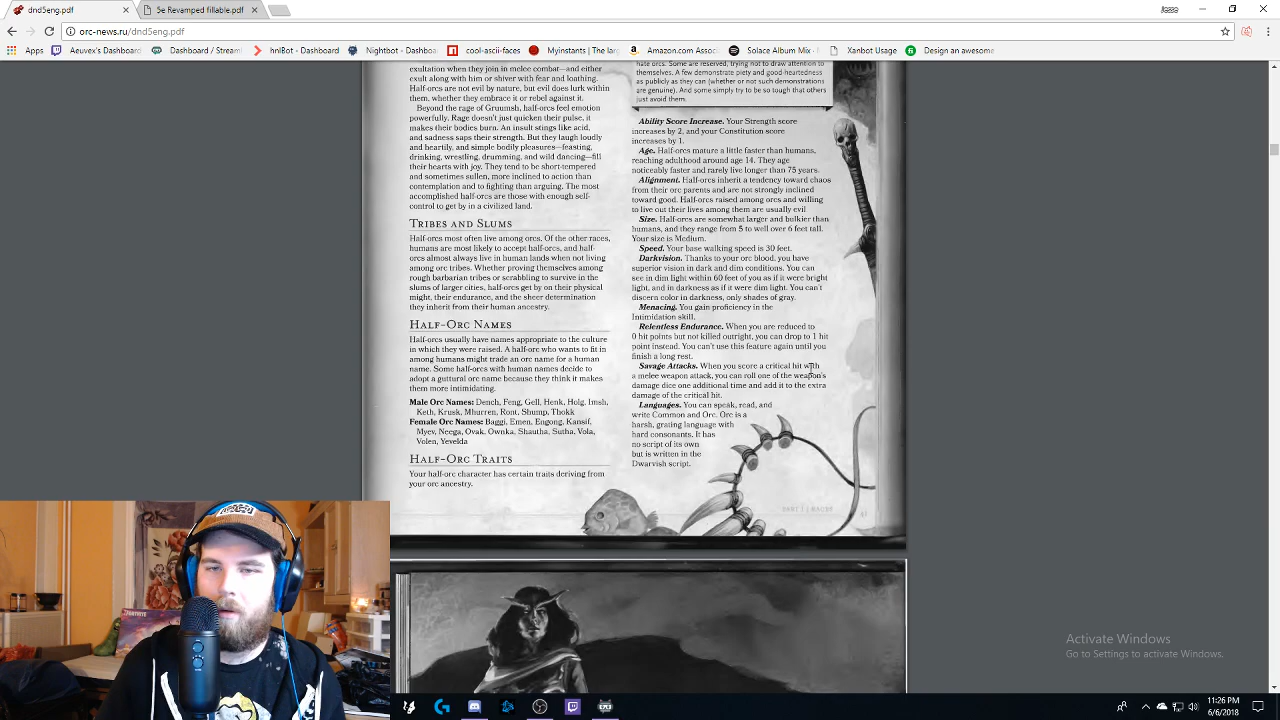 dnd5eng.pdf
5e Revamped fillable.pdf
orc-news.ru/dnd5eng.pdf
Apps
Aeuvex's Dashboard
Dashboard / Stream
hniBot - Dashboard
Nightbot - Dashboa
cool-ascii-faces
Myinstants | The larg
Amazon.com Assoc
Solace Album Mix -
Xanbot Usage
Design an awesome
exultation when they join in melee combat—and either
exult along with him or shiver with fear and loathing.
Half-orcs are not evil by nature, but evil does lurk within
them, whether they embrace it or rebel against it.
Beyond the rage of Gruumsh, half-orcs feel emotion
powerfully. Rage doesn't just quicken their pulse, it
makes their bodies burn. An insult stings like acid,
and sadness saps their strength. But they laugh loudly
and heartily, and simple bodily pleasures—feasting,
drinking, wrestling, drumming, and wild dancing—fill
their hearts with joy. They tend to be short-tempered
and sometimes sullen, more inclined to action than
contemplation and to fighting than arguing. The most
accomplished half-orcs are those with enough self-
control to get by in a civilized land.
Tribes and Slums
Half-orcs most often live among orcs. Of the other races,
humans are most likely to accept half-orcs, and half-
orcs almost always live in human lands when not living
among orc tribes. Whether proving themselves among
rough barbarian tribes or scrabbling to survive in the
slums of larger cities, half-orcs get by on their physical
might, their endurance, and the sheer determination
they inherit from their human ancestry.
Half-Orc Names
Half-orcs usually have names appropriate to the culture
in which they were raised. A half-orc who wants to fit in
among humans might trade an orc name for a human
name. Some half-orcs with human names decide to
adopt a guttural orc name because they think it makes
them more intimidating.
Male Orc Names: Dench, Feng, Gell, Henk, Holg, Imsh,
Keth, Krusk, Mhurren, Ront, Shump, Thokk
Female Orc Names: Baggi, Emen, Engong, Kansif,
Myev, Neega, Ovak, Ownka, Shautha, Sutha, Vola,
Volen, Yevelda
Half-Orc Traits
Your half-orc character has certain traits deriving from
your orc ancestry.
hate orcs. Some are reserved, trying not to draw attention to
themselves. A few demonstrate piety and good-heartedness
as publicly as they can (whether or not such demonstrations
are genuine). And some simply try to be so tough that others
just avoid them.
Ability Score Increase. Your Strength score
increases by 2, and your Constitution score
increases by 1.
Age. Half-orcs mature a little faster than humans,
reaching adulthood around age 14. They age
noticeably faster and rarely live longer than 75 years.
Alignment. Half-orcs inherit a tendency toward chaos
from their orc parents and are not strongly inclined
toward good. Half-orcs raised among orcs and willing
to live out their lives among them are usually evil
Size. Half-orcs are somewhat larger and bulkier than
humans, and they range from 5 to well over 6 feet tall.
Your size is Medium.
Speed. Your base walking speed is 30 feet.
Darkvision. Thanks to your orc blood, you have
superior vision in dark and dim conditions. You can
see in dim light within 60 feet of you as if it were bright
light, and in darkness as if it were dim light. You can't
discern color in darkness, only shades of gray.
Menacing. You gain proficiency in the
Intimidation skill.
Relentless Endurance. When you are reduced to
0 hit points but not killed outright, you can drop to 1 hit
point instead. You can't use this feature again until you
finish a long rest.
Savage Attacks. When you score a critical hit with
a melee weapon attack, you can roll one of the weapon's
damage dice one additional time and add it to the extra
damage of the critical hit.
Languages. You can speak, read, and
write Common and Orc. Orc is a
harsh, grating language with
hard consonants. It has
no script of its own
but is written in the
Dwarvish script.
Activate Windows
Go to Settings to activate Windows.
11:26 PM
6/6/2018